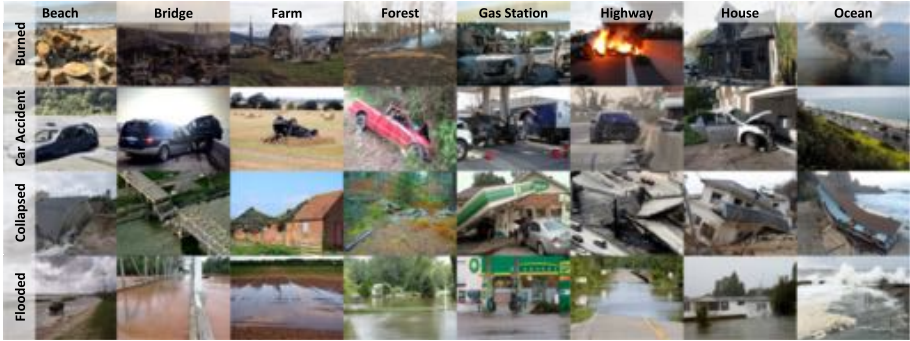 Beach Bridge Farm Forest Gas Station Highway House Ocean
Burned
Car Accident
Collapsed
Flooded